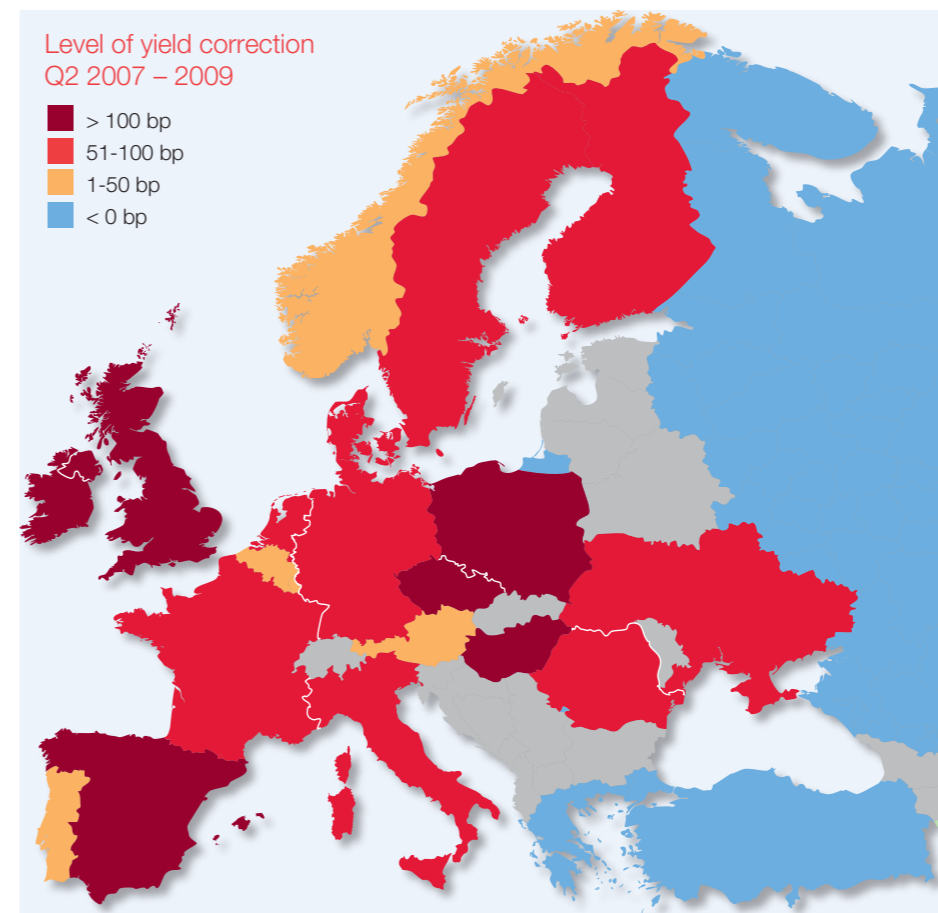 Level of yield correction
Q2 2007 – 2009
> 100 bp
51-100 bp
1-50 bp
< 0 bp